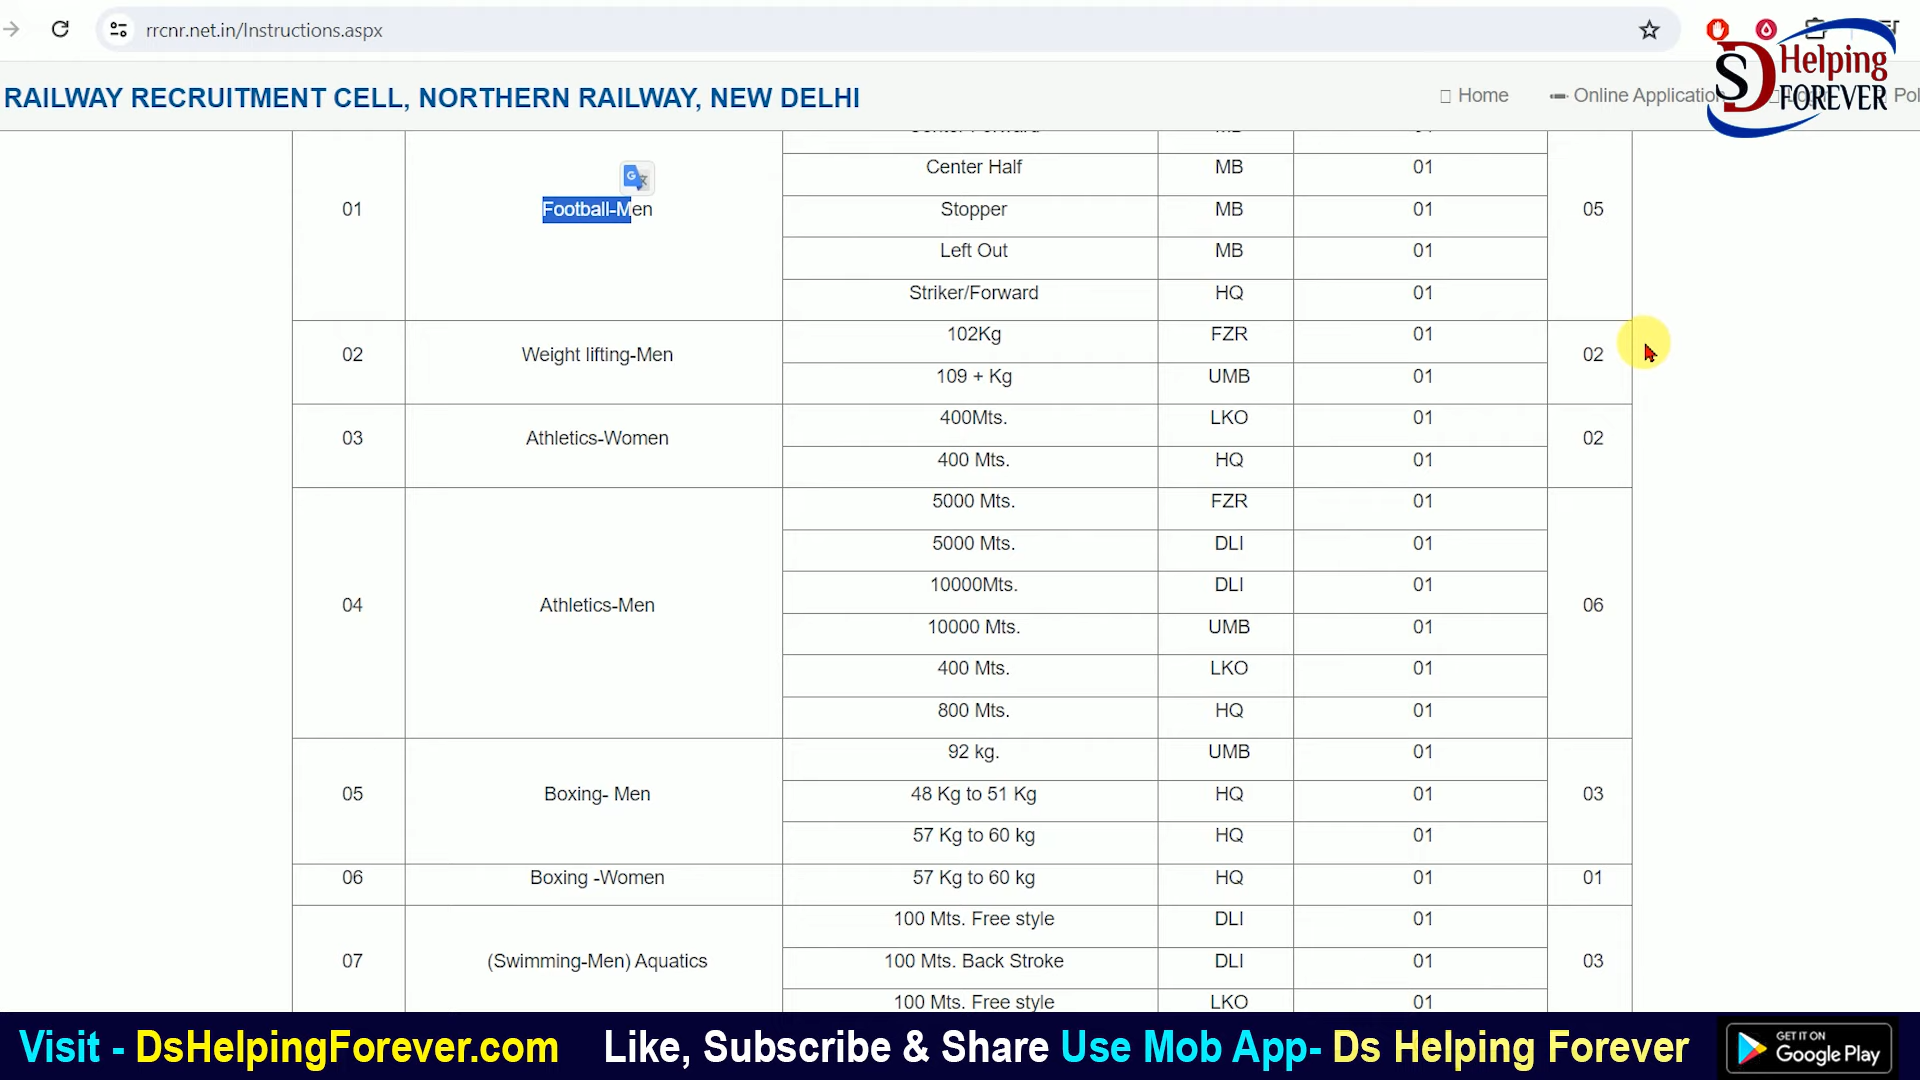 rrcnr.net.in/Instructions.aspx
SD Helping FOREVER
RAILWAY RECRUITMENT CELL, NORTHERN RAILWAY, NEW DELHI
Home
Online Application
Pol
Center Forward MB 01
Center Half MB 01
01 Football-Men Stopper MB 01 05
Left Out MB 01
Striker/Forward HQ 01
102Kg FZR 01
02 Weight lifting-Men 02
109 + Kg UMB 01
400Mts. LKO 01
03 Athletics-Women 02
400 Mts. HQ 01
5000 Mts. FZR 01
5000 Mts. DLI 01
10000Mts. DLI 01
04 Athletics-Men 06
10000 Mts. UMB 01
400 Mts. LKO 01
800 Mts. HQ 01
92 kg. UMB 01
05 Boxing- Men 48 Kg to 51 Kg HQ 01 03
57 Kg to 60 kg HQ 01
06 Boxing -Women 57 Kg to 60 kg HQ 01 01
100 Mts. Free style DLI 01
07 (Swimming-Men) Aquatics 100 Mts. Back Stroke DLI 01 03
100 Mts. Free style LKO 01
Visit - DsHelpingForever.com Like, Subscribe & Share Use Mob App- Ds Helping Forever
GET IT ON
Google Play